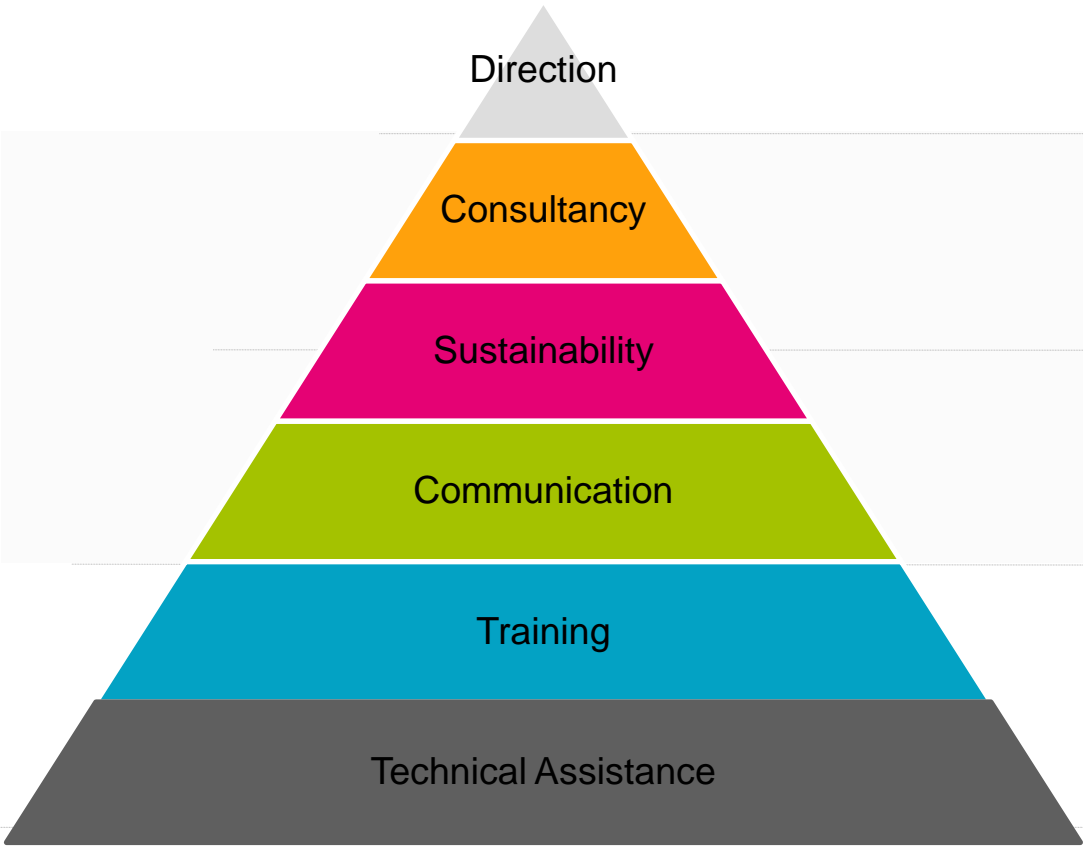 Direction
Consultancy
Sustainability
Communication
Training
Technical Assistance